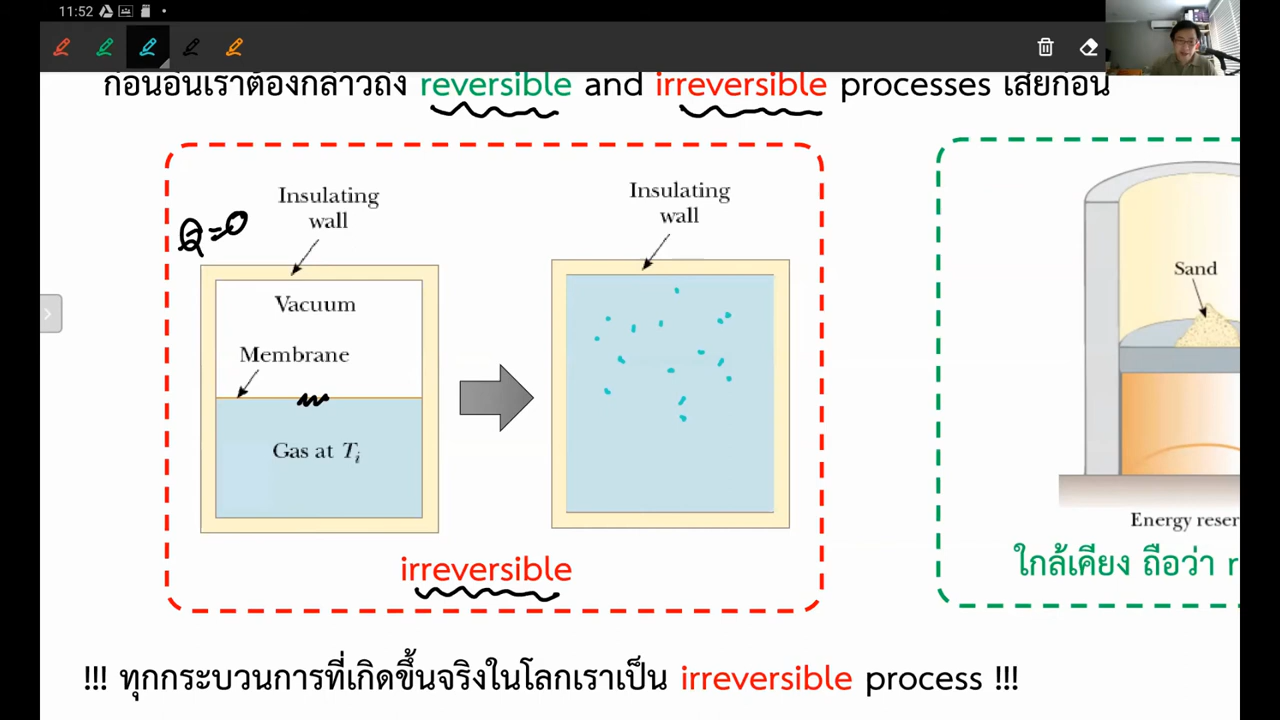 11:52
ก่อนอื่นเราต้องกล่าวถึง reversible and irreversible processes เสียก่อน
Insulating
wall
Q=0
Vacuum
Membrane
Gas at Ti
Insulating
wall
irreversible
Sand
Energy reser
ใกล้เคียง ถือว่า r
!!! ทุกกระบวนการที่เกิดขึ้นจริงในโลกเราเป็น irreversible process !!!